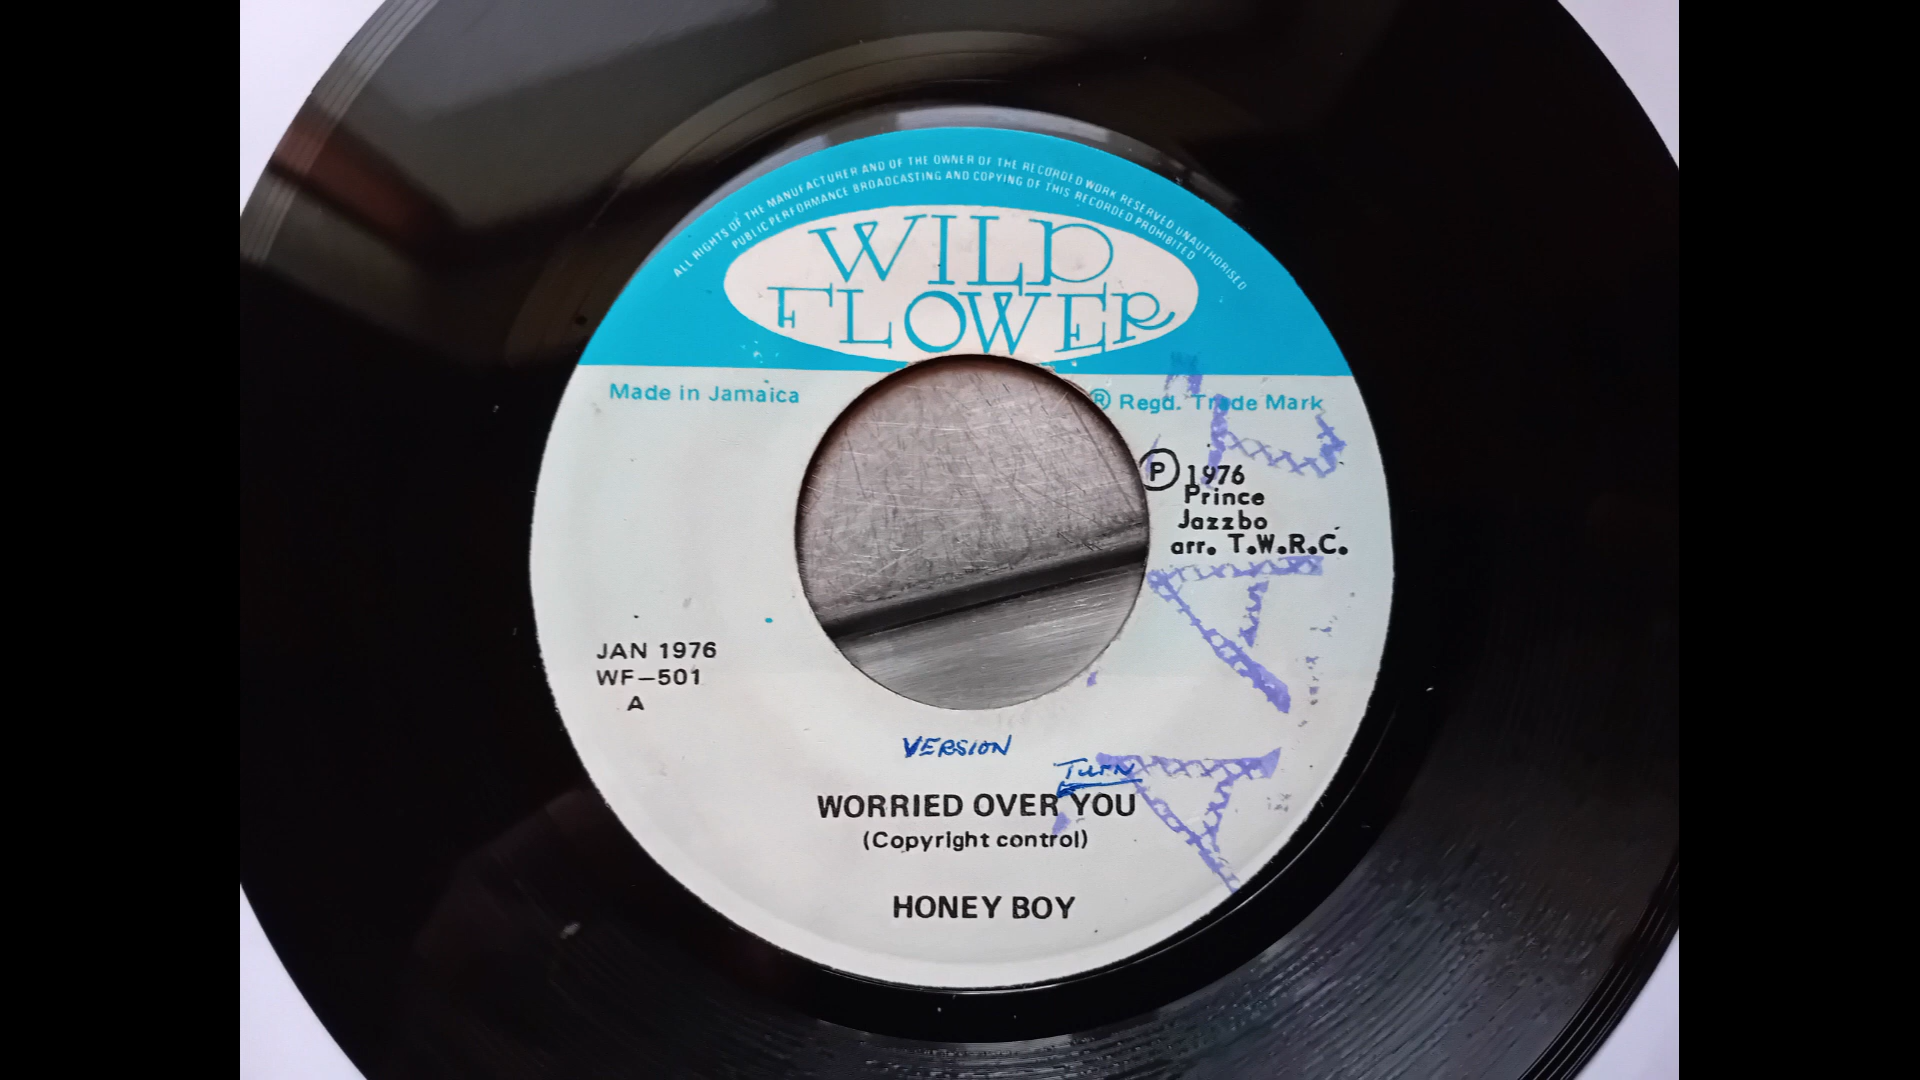 ALL RIGHTS OF THE MANUFACTURER AND OF THE OWNER OF THE RECORDED WORK RESERVED UNAUTHORISED
PUBLIC PERFORMANCE BROADCASTING AND COPYING OF THIS RECORDED PROHIBITED
WILD
FLOWER
Made in Jamaica
® Regd. Trade Mark
℗ 1976
Prince
Jazzbo
arr. T.W.R.C.
JAN 1976
WF-501
A
VERSION
TURN
WORRIED OVER YOU
(Copyright control)
HONEY BOY